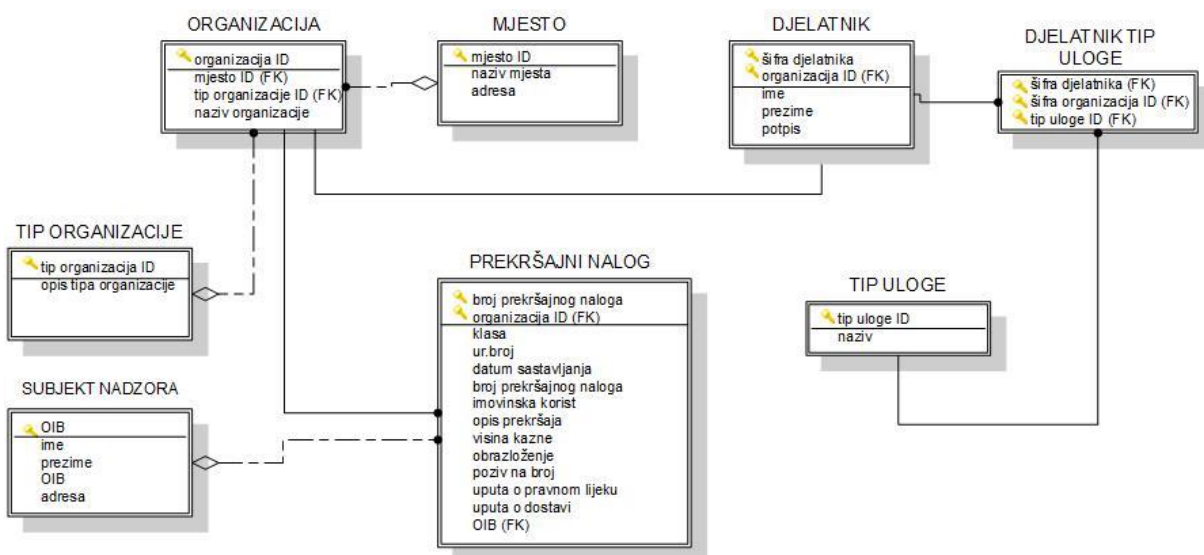 ORGANIZACIJA
organizacija ID
mjesto ID (FK)
tip organizacije ID (FK)
naziv organizacije
MJESTO
mjesto ID
naziv mjesta
adresa
DJELATNIK
šifra djelatnika
organizacija ID (FK)
ime
prezime
potpis
DJELATNIK TIP
ULOGE
šifra djelatnika (FK)
šifra organizacija ID (FK)
tip uloge ID (FK)
TIP ORGANIZACIJE
tip organizacija ID
opis tipa organizacije
PREKRŠAJNI NALOG
broj prekršajnog naloga
organizacija ID (FK)
klasa
ur.broj
datum sastavljanja
broj prekršajnog naloga
imovinska korist
opis prekršaja
visina kazne
obrazloženje
poziv na broj
uputa o pravnom lijeku
uputa o dostavi
OIB (FK)
TIP ULOGE
tip uloge ID
naziv
SUBJEKT NADZORA
OIB
ime
prezime
OIB
adresa